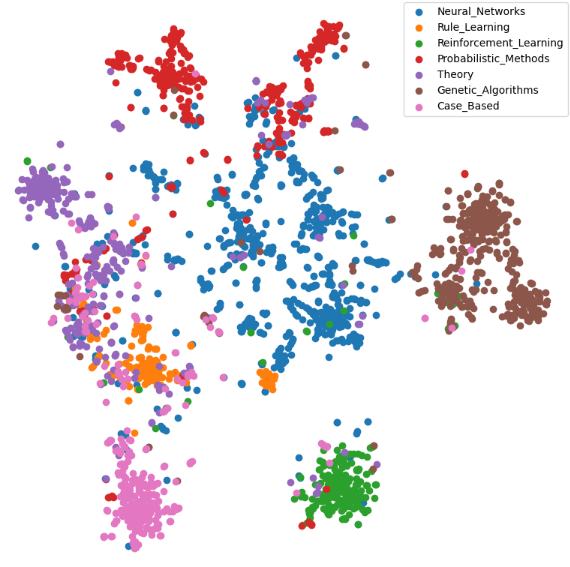 Neural_Networks
Rule_Learning
Reinforcement_Learning
Probabilistic_Methods
Theory
Genetic_Algorithms
Case_Based